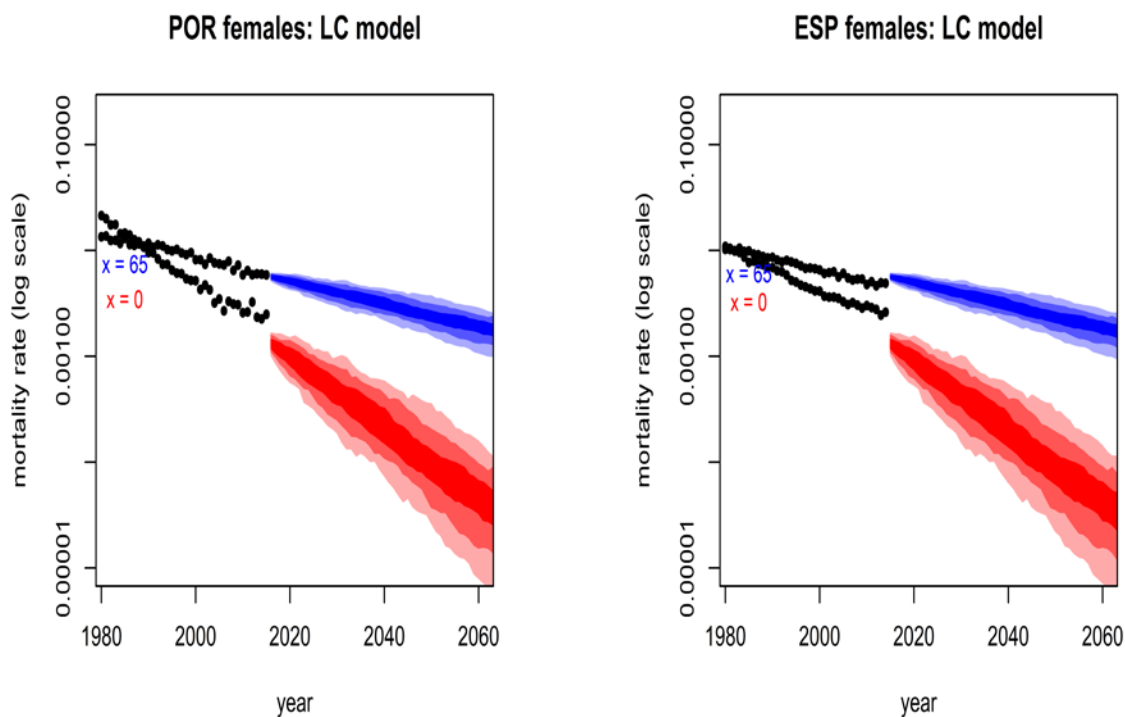 POR females: LC model
mortality rate (log scale)
0.10000
0.00100
0.00001
x = 65
x = 0
1980
2000
2020
2040
2060
year
ESP females: LC model
mortality rate (log scale)
0.10000
0.00100
0.00001
x = 65
x = 0
1980
2000
2020
2040
2060
year